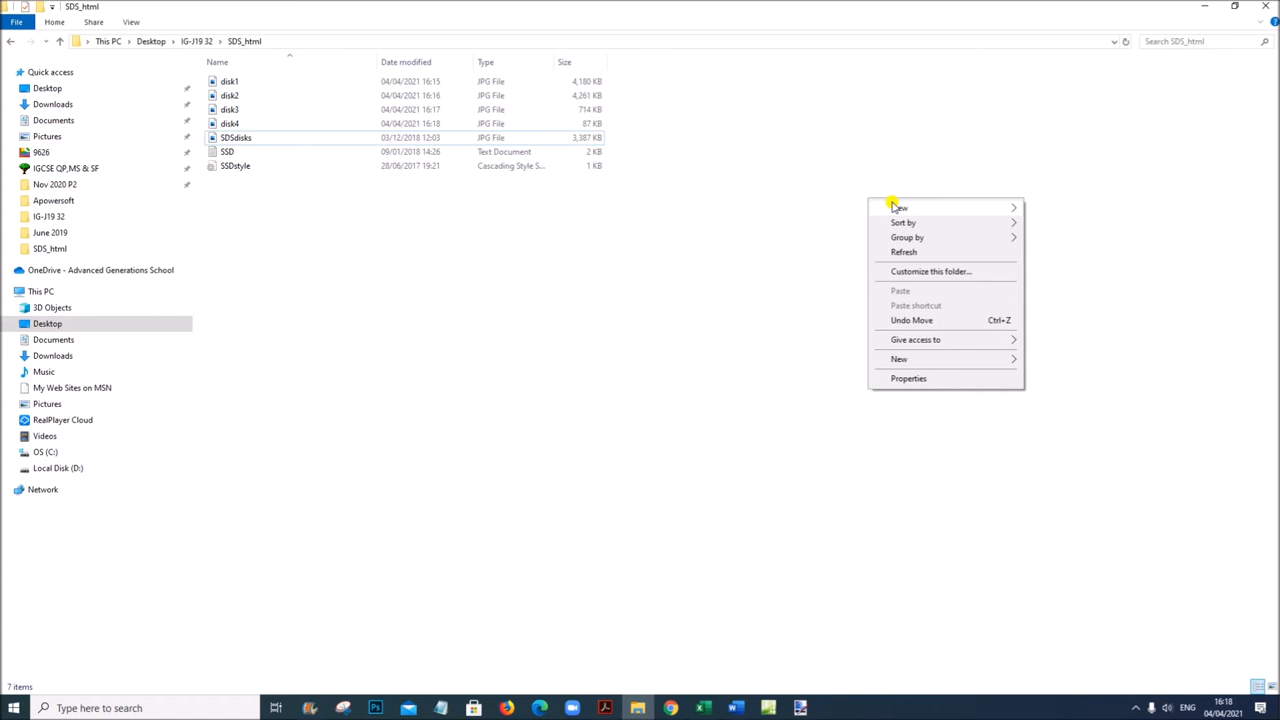 SDS_html
File Home Share View
This PC Desktop IG-J19 32 SDS_html Search SDS_html
Name Date modified Type Size
disk1 04/04/2021 16:15 JPG File 4,180 KB
disk2 04/04/2021 16:16 JPG File 4,261 KB
disk3 04/04/2021 16:17 JPG File 714 KB
disk4 04/04/2021 16:18 JPG File 87 KB
SDSdisks 03/12/2018 12:03 JPG File 3,387 KB
SSD 09/01/2018 14:26 Text Document 2 KB
SSDstyle 28/06/2017 19:21 Cascading Style S... 1 KB
Quick access
Desktop
Downloads
Documents
Pictures
9626
IGCSE QP,MS & SF
Nov 2020 P2
Apowersoft
IG-J19 32
June 2019
SDS_html
OneDrive - Advanced Generations School
This PC
3D Objects
Desktop
Documents
Downloads
Music
My Web Sites on MSN
Pictures
RealPlayer Cloud
Videos
OS (C:)
Local Disk (D:)
Network
Sort by
Group by
Refresh
Customize this folder...
Paste
Paste shortcut
Undo Move Ctrl+Z
Give access to
New
Properties
7 items
Type here to search
ENG
16:18
04/04/2021